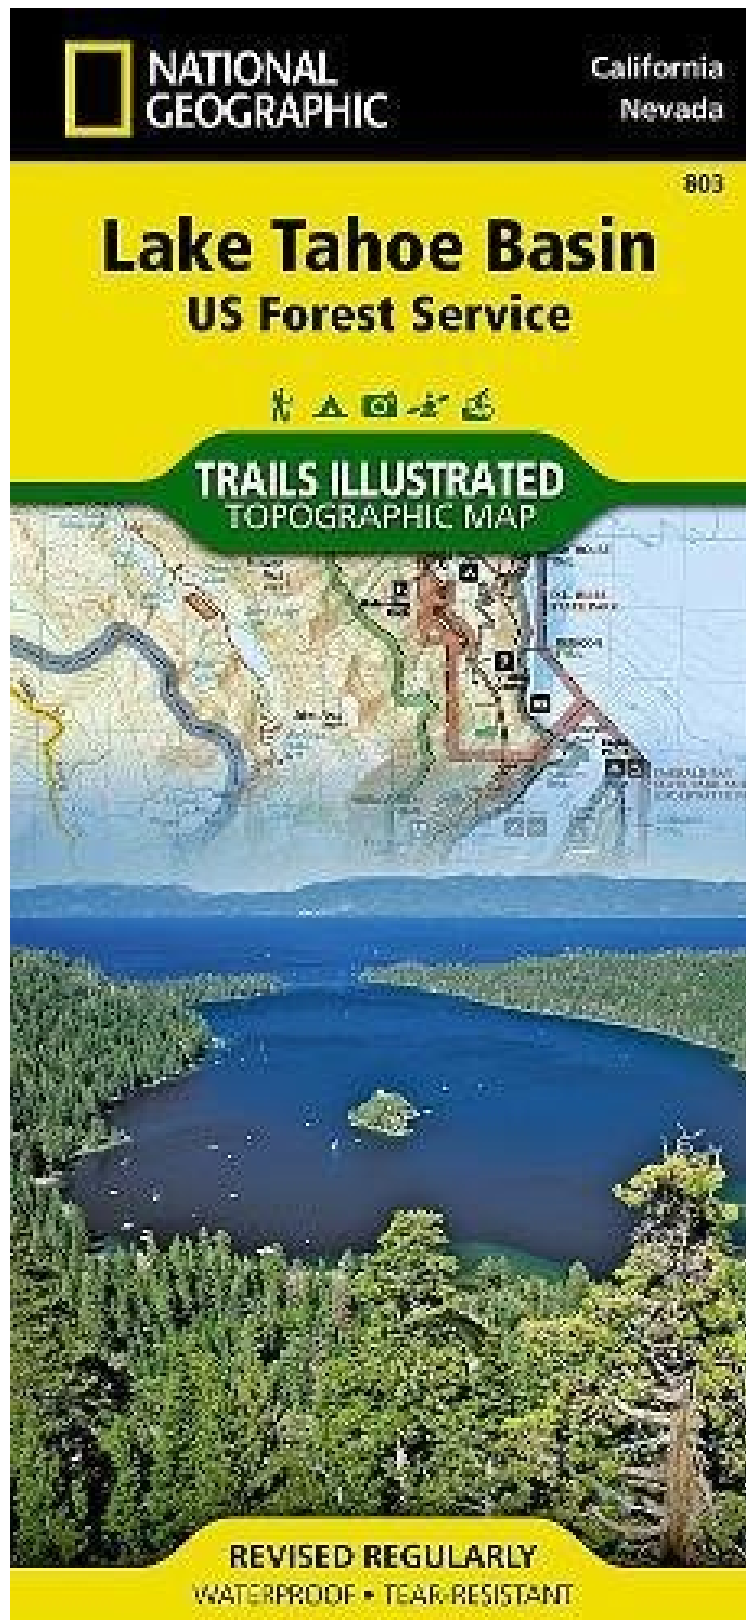 NATIONAL
GEOGRAPHIC
California
Nevada
803
Lake Tahoe Basin
US Forest Service
TRAILS ILLUSTRATED
TOPOGRAPHIC MAP
REVISED REGULARLY
WATERPROOF • TEAR-RESISTANT